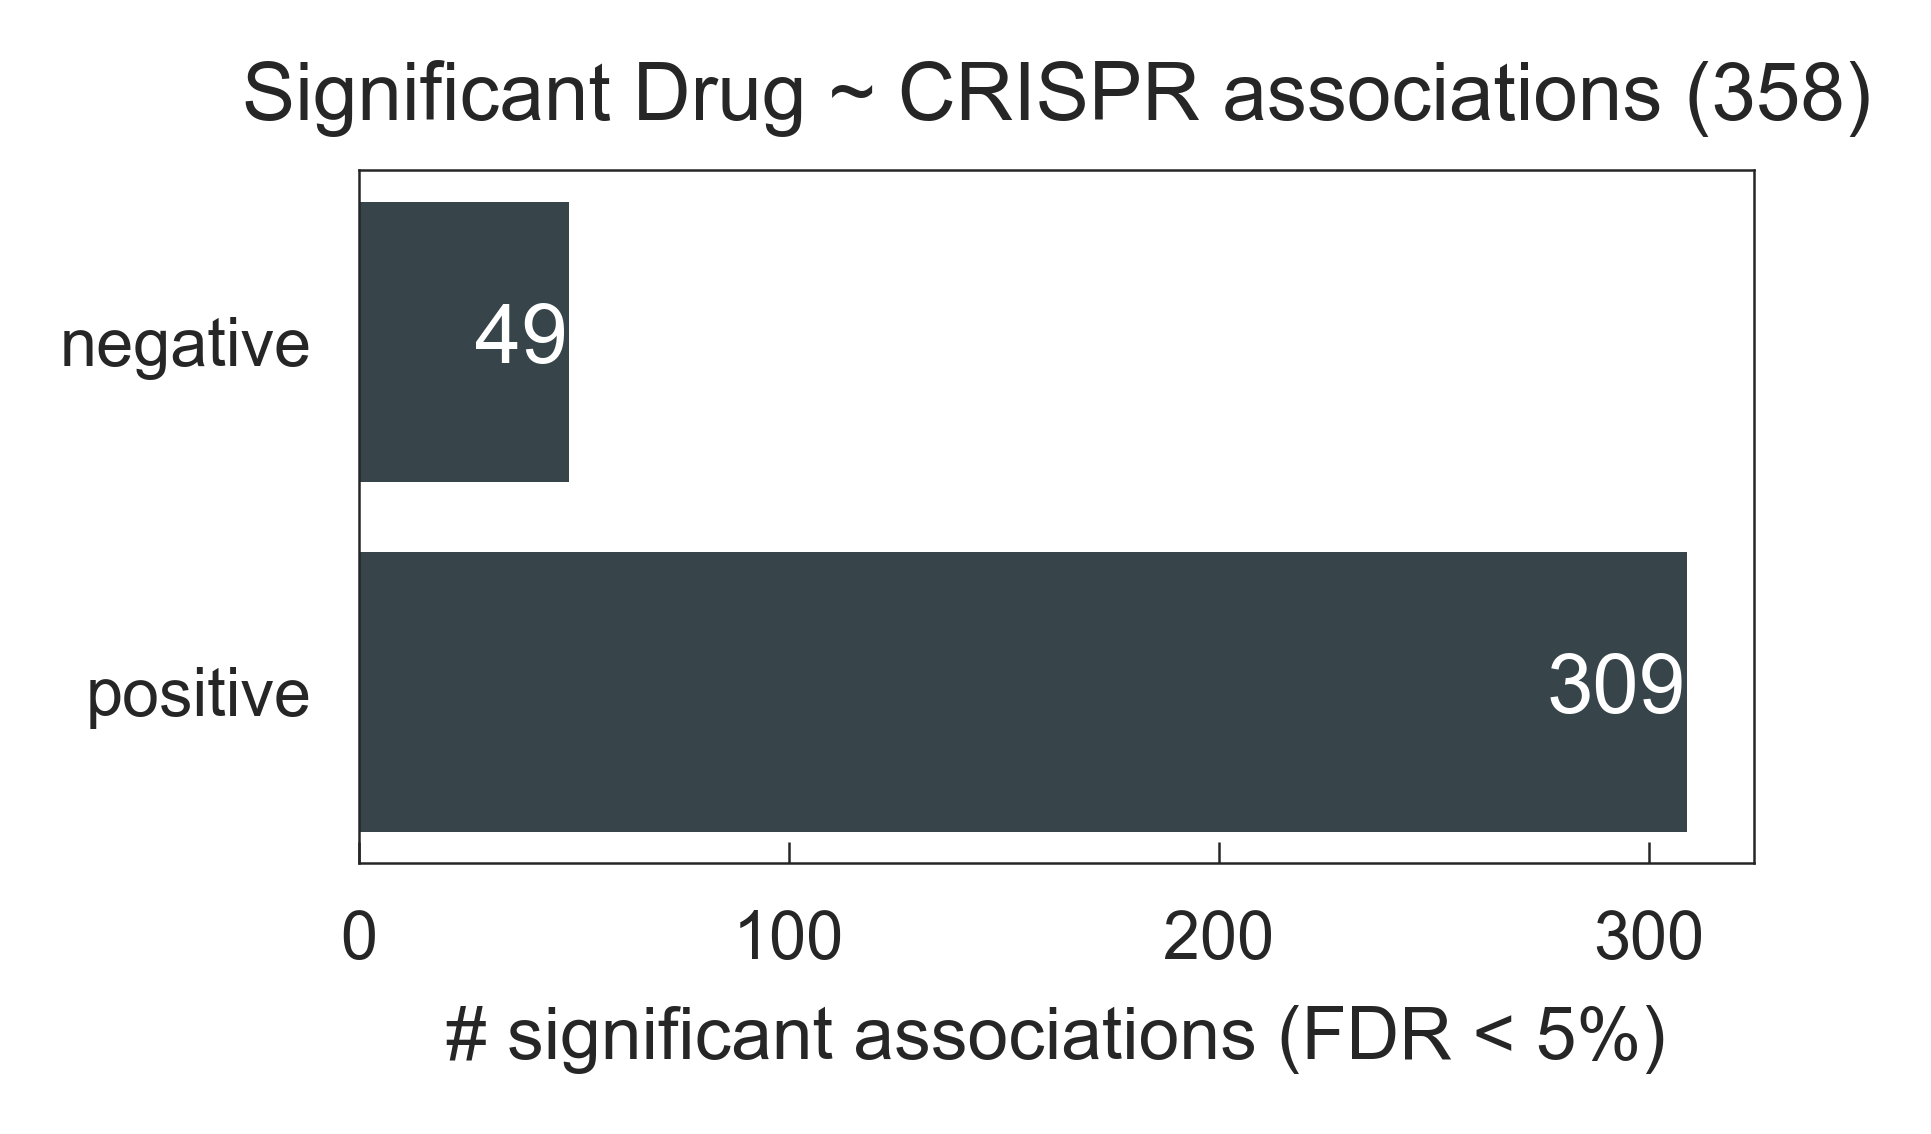 Significant Drug ~ CRISPR associations (358)
negative
49
positive
309
0 100 200 300
# significant associations (FDR < 5%)